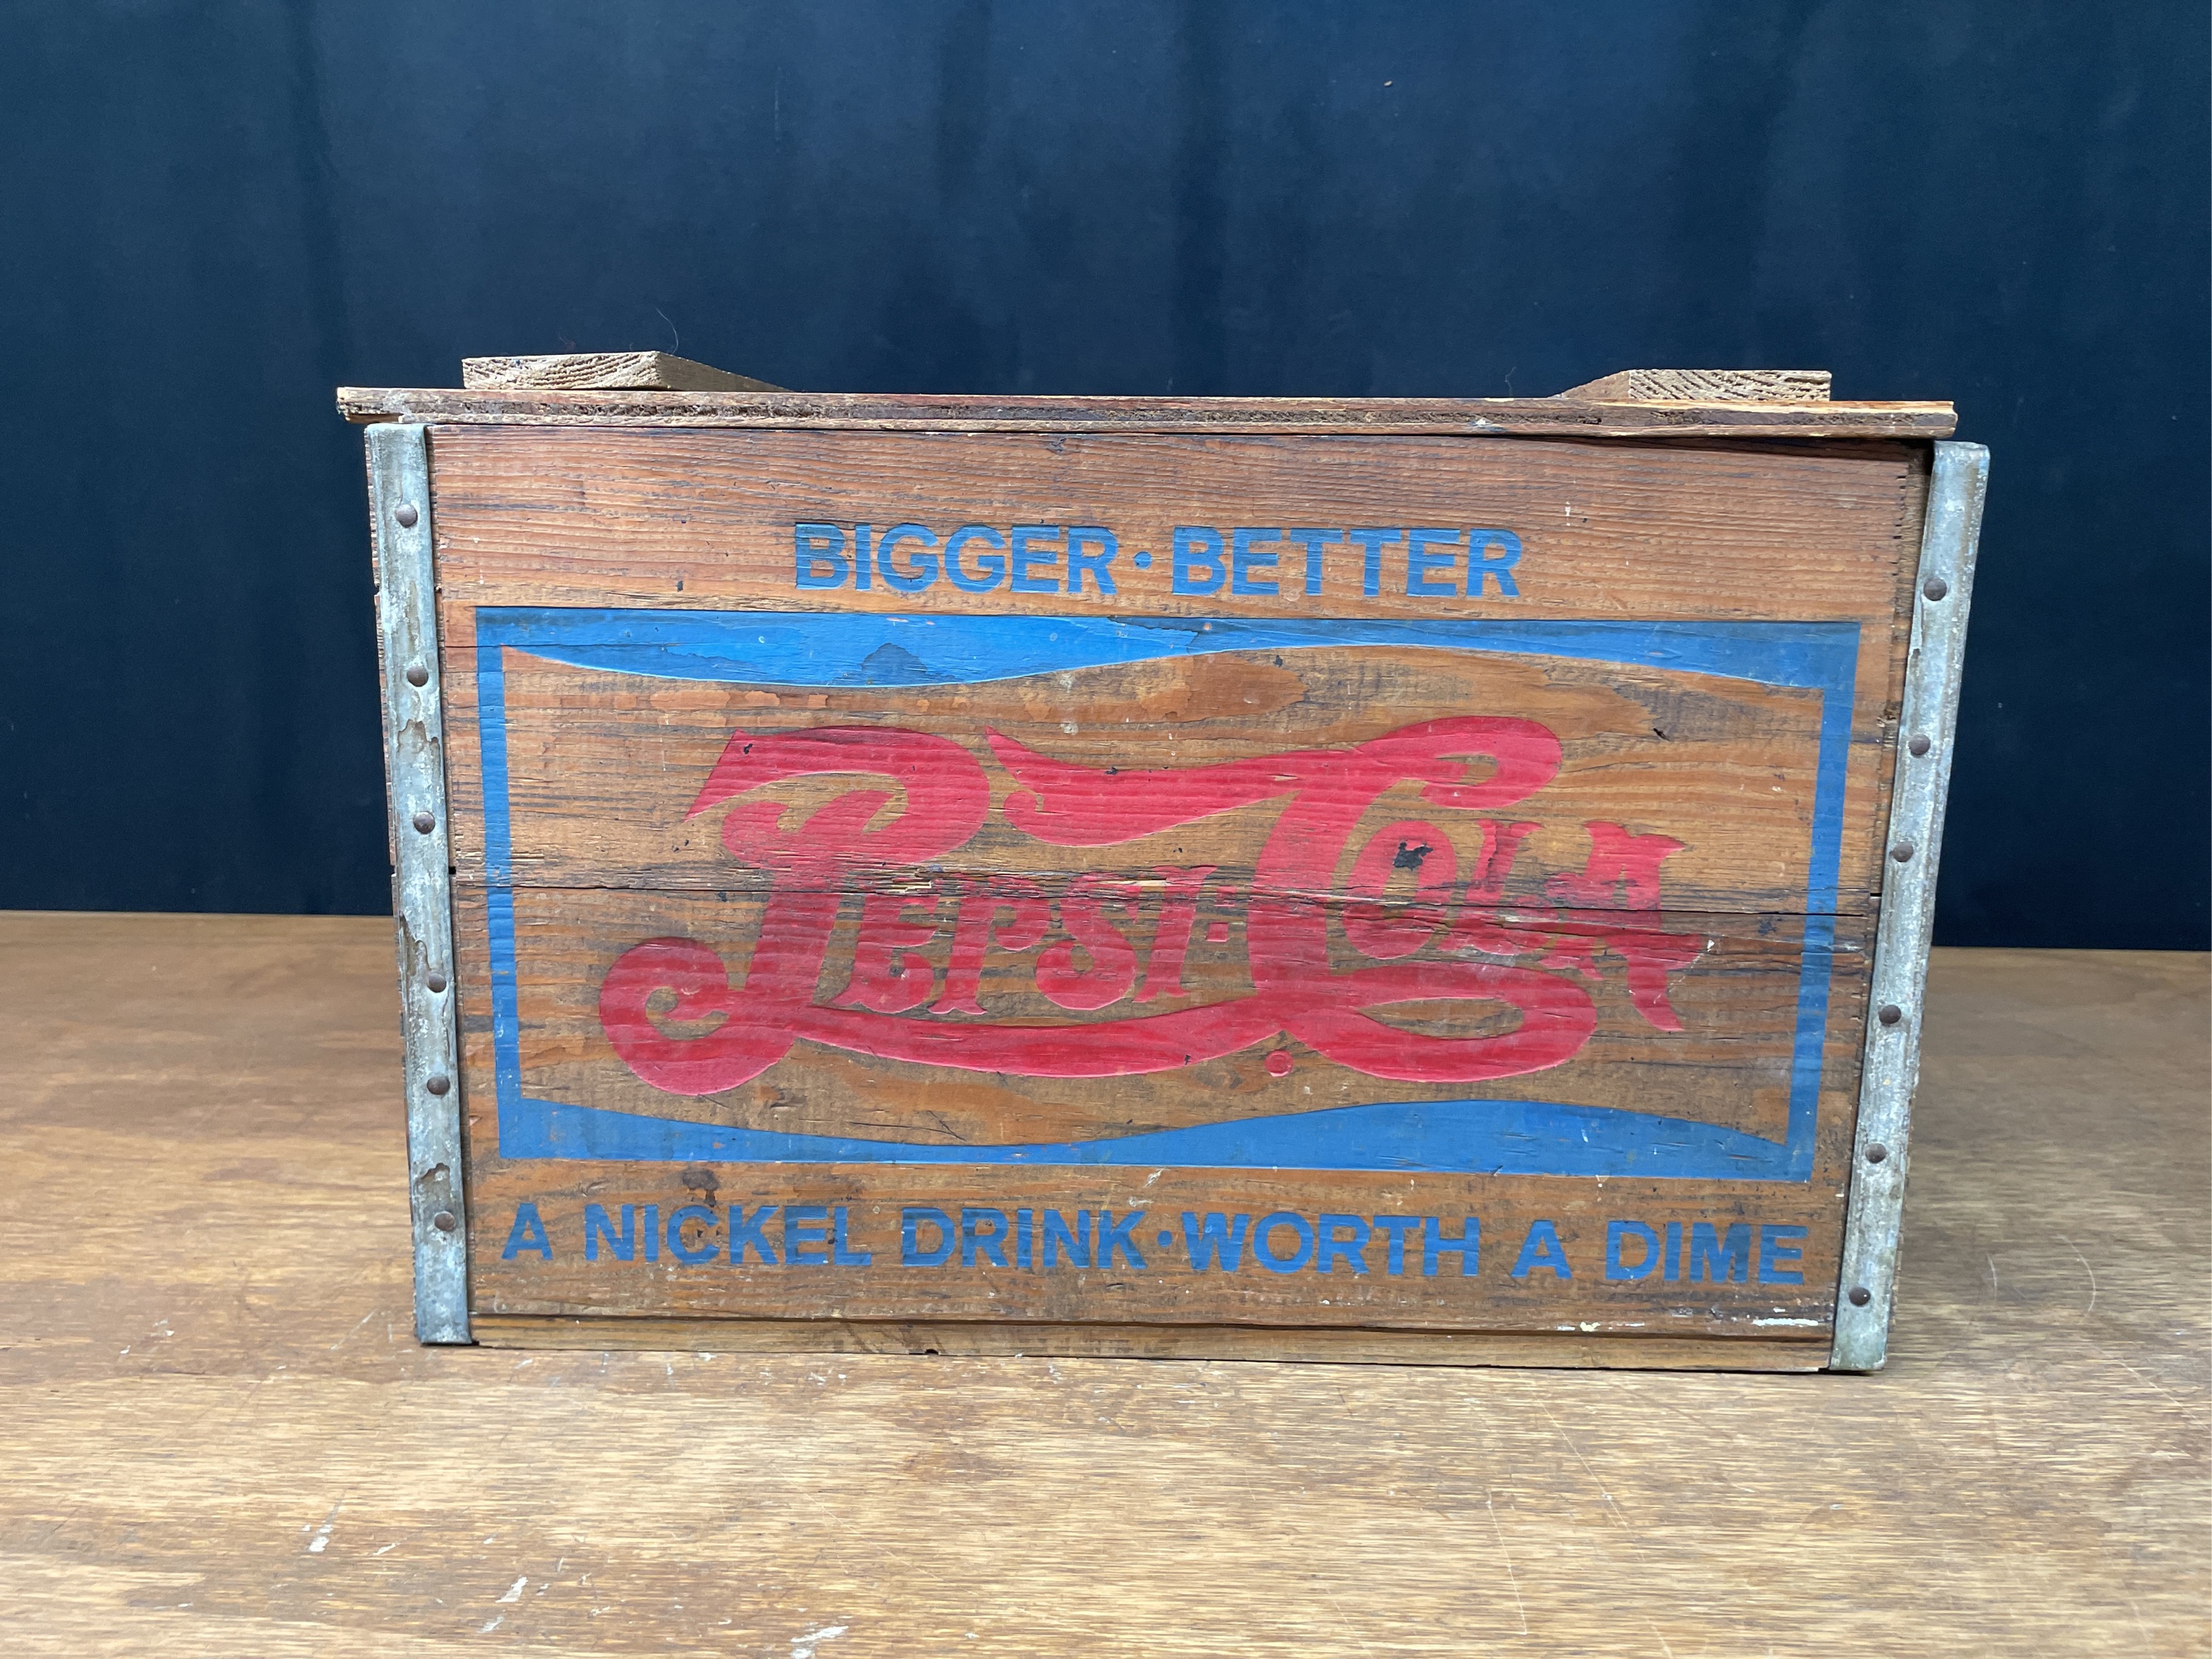 BIGGER·BETTER
PEPSI:COLA
A NICKEL DRINK·WORTH A DIME